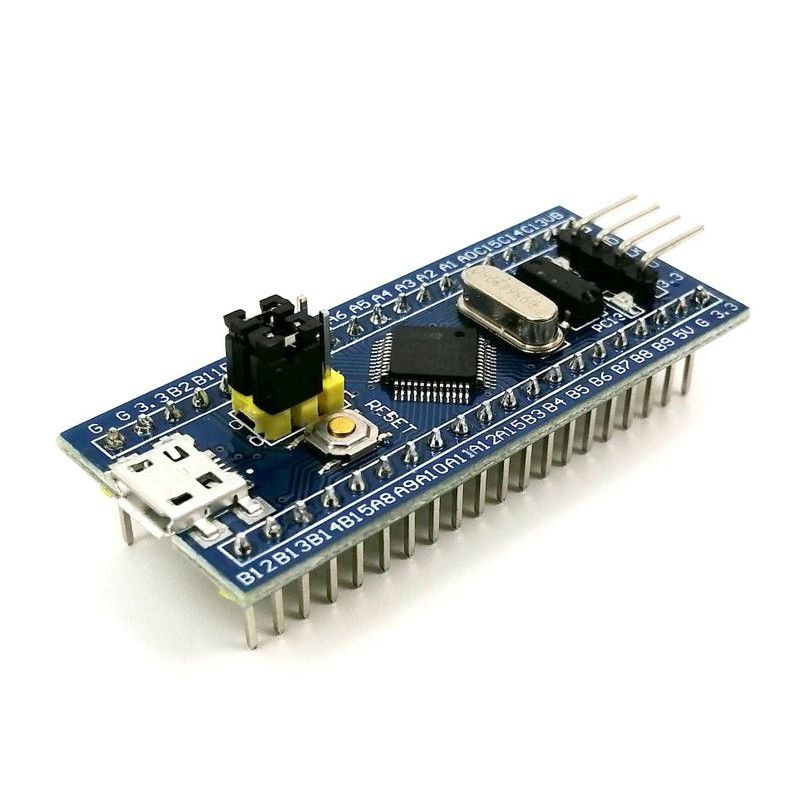 G G 3.3 B2 B11 A6 A5 A4 A3 A2 A1 A0 C15 C14 C13 VB
RESET
PC13
3.3
B12 B13 B14 B15 A8 A9 A10 A11 A12 A15 B3 B4 B5 B6 B7 B8 B9 5V G 3.3